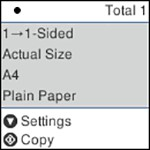 Total 1
1→1-Sided
Actual Size
A4
Plain Paper
Settings
Copy